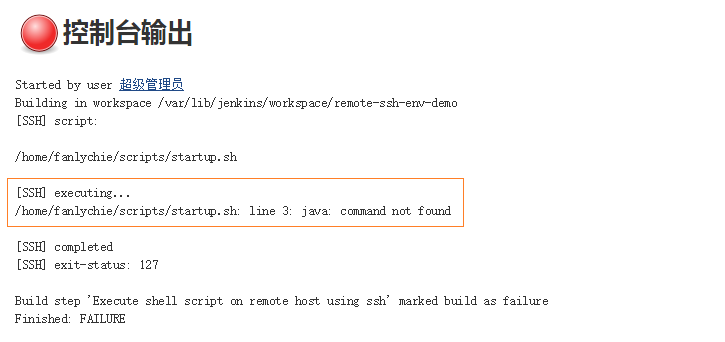 控制台输出
Started by user 超级管理员
Building in workspace /var/lib/jenkins/workspace/remote-ssh-env-demo
[SSH] script:
/home/fanlychie/scripts/startup.sh
[SSH] executing...
/home/fanlychie/scripts/startup.sh: line 3: java: command not found
[SSH] completed
[SSH] exit-status: 127
Build step 'Execute shell script on remote host using ssh' marked build as failure
Finished: FAILURE